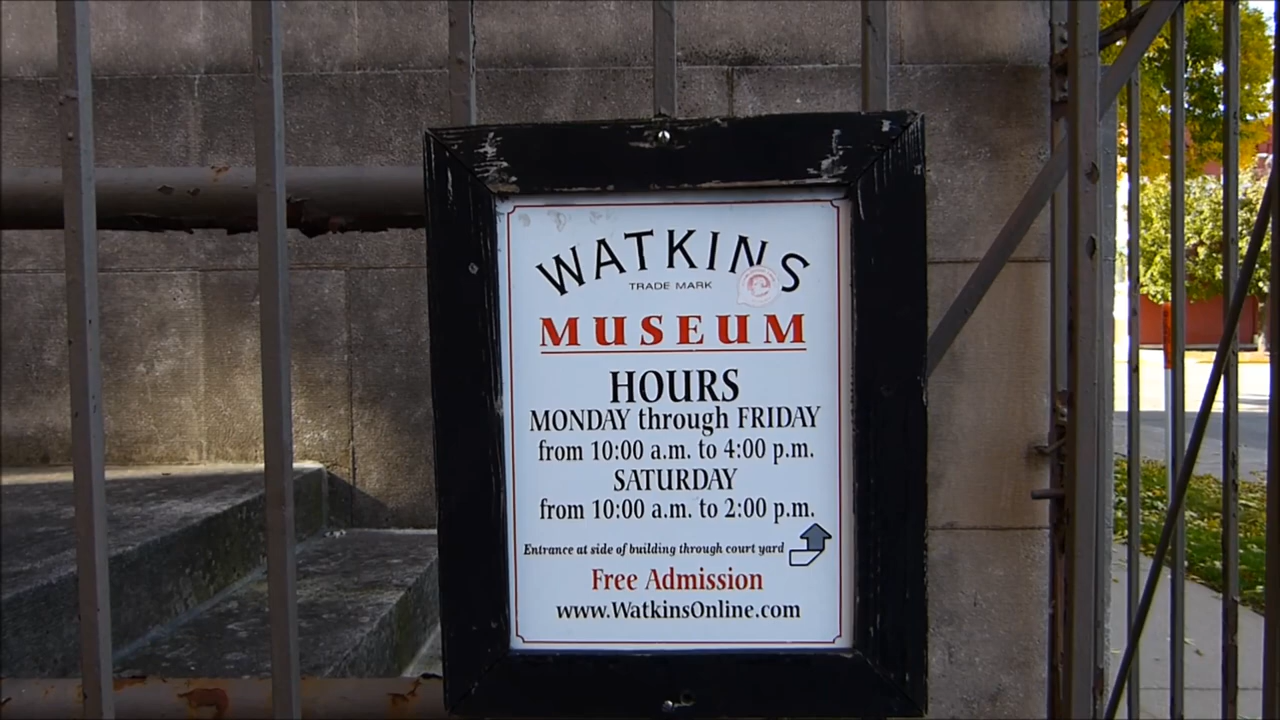 WATKINS
TRADE MARK
MUSEUM
HOURS
MONDAY through FRIDAY
from 10:00 a.m. to 4:00 p.m.
SATURDAY
from 10:00 a.m. to 2:00 p.m.
Entrance at side of building through court yard
Free Admission
www.WatkinsOnline.com